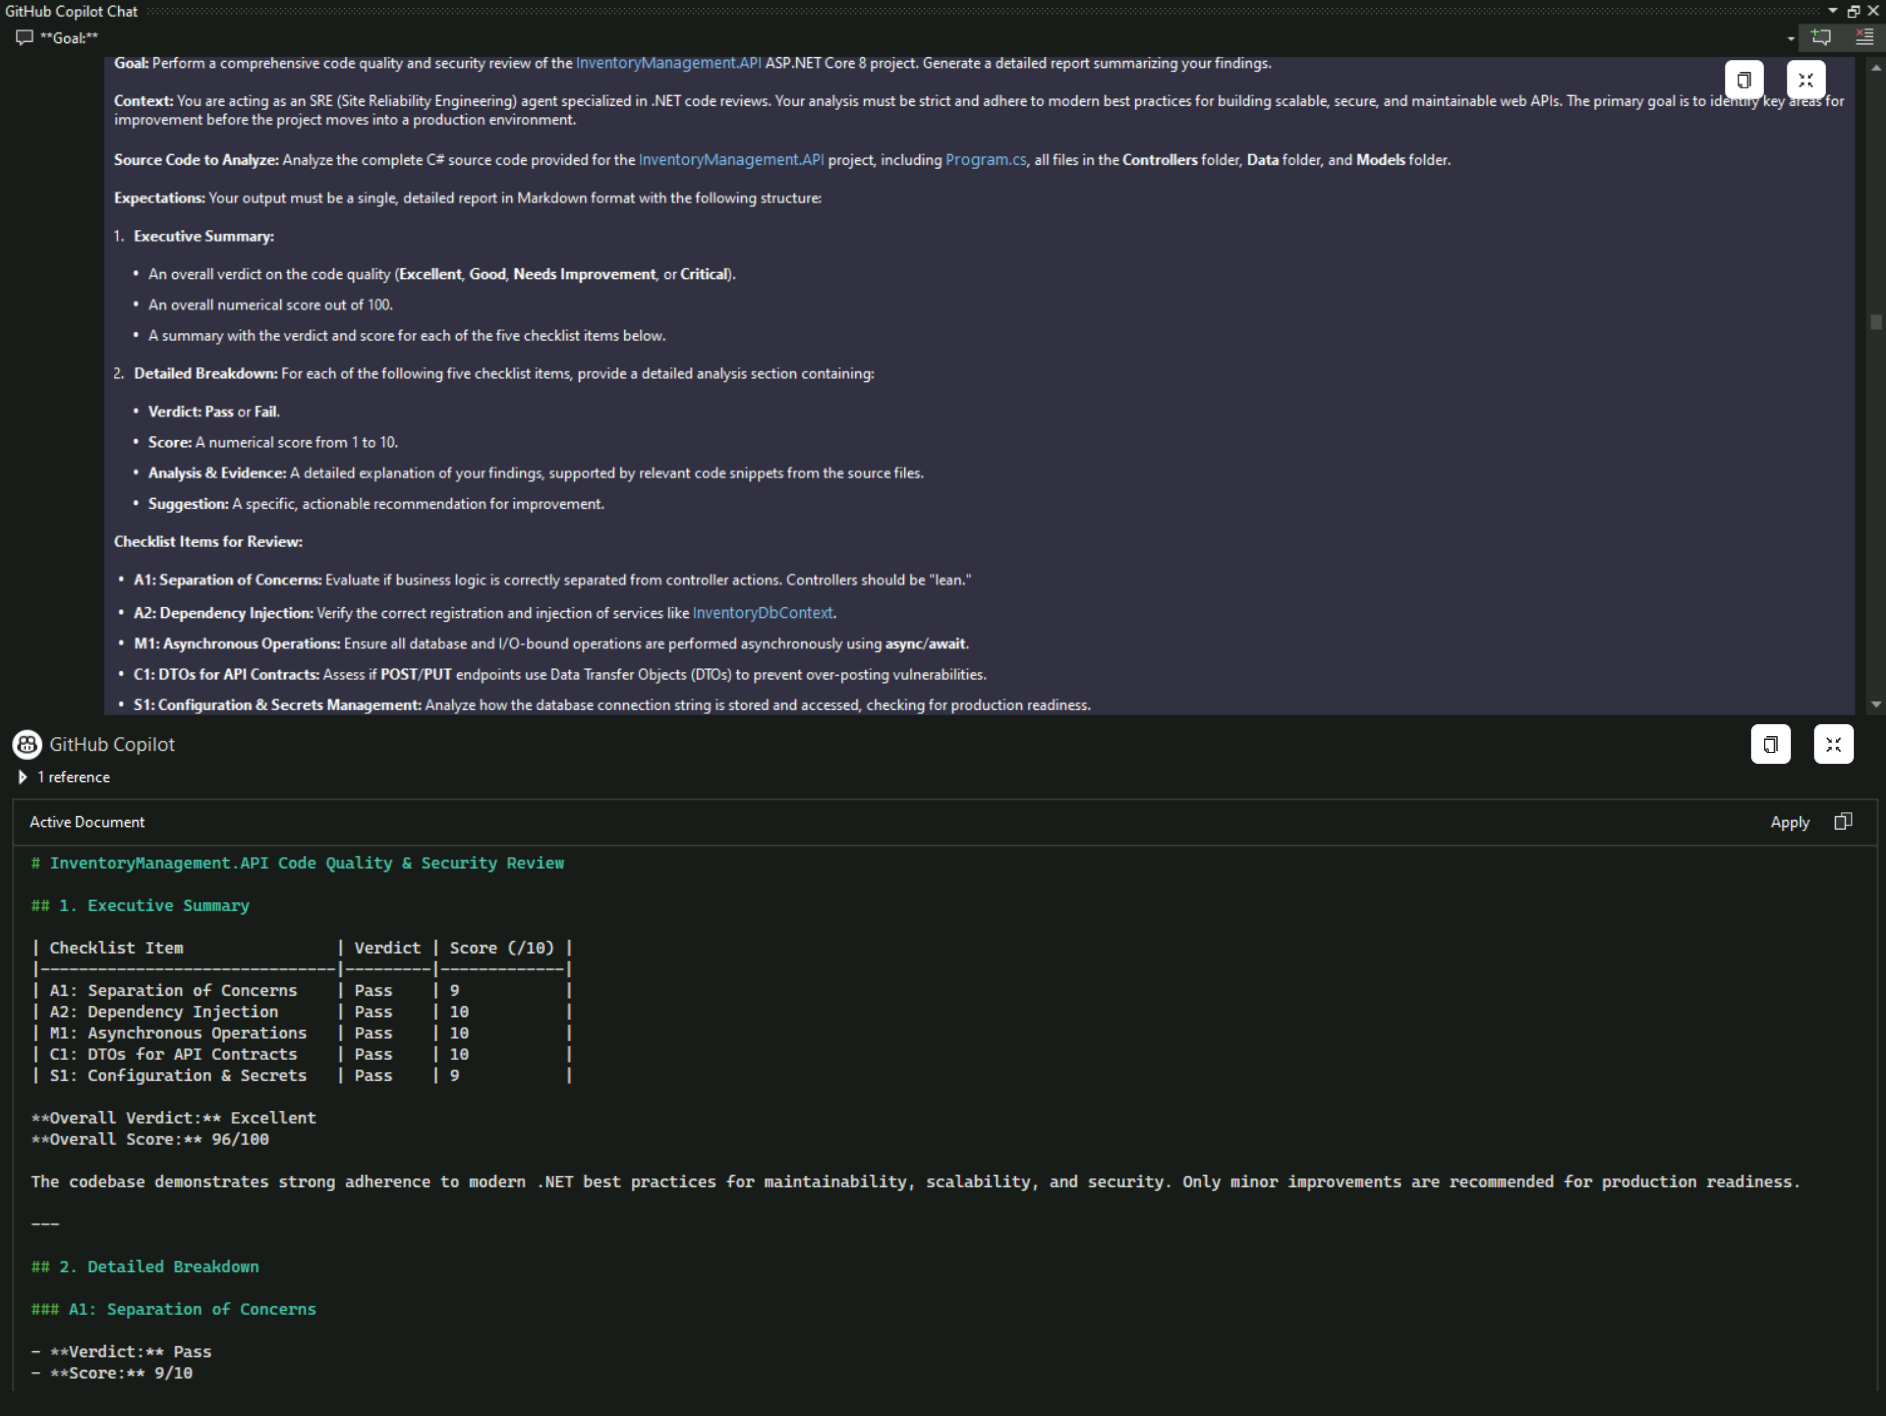 GitHub Copilot Chat
**Goal:**
Goal: Perform a comprehensive code quality and security review of the InventoryManagement.API ASP.NET Core 8 project. Generate a detailed report summarizing your findings.
Context: You are acting as an SRE (Site Reliability Engineering) agent specialized in .NET code reviews. Your analysis must be strict and adhere to modern best practices for building scalable, secure, and maintainable web APIs. The primary goal is to identify key areas for
improvement before the project moves into a production environment.
Source Code to Analyze: Analyze the complete C# source code provided for the InventoryManagement.API project, including Program.cs, all files in the Controllers folder, Data folder, and Models folder.
Expectations: Your output must be a single, detailed report in Markdown format with the following structure:
1. Executive Summary:
• An overall verdict on the code quality (Excellent, Good, Needs Improvement, or Critical).
• An overall numerical score out of 100.
• A summary with the verdict and score for each of the five checklist items below.
2. Detailed Breakdown: For each of the following five checklist items, provide a detailed analysis section containing:
• Verdict: Pass or Fail.
• Score: A numerical score from 1 to 10.
• Analysis & Evidence: A detailed explanation of your findings, supported by relevant code snippets from the source files.
• Suggestion: A specific, actionable recommendation for improvement.
Checklist Items for Review:
• A1: Separation of Concerns: Evaluate if business logic is correctly separated from controller actions. Controllers should be "lean."
• A2: Dependency Injection: Verify the correct registration and injection of services like InventoryDbContext.
• M1: Asynchronous Operations: Ensure all database and I/O-bound operations are performed asynchronously using async/await.
• C1: DTOs for API Contracts: Assess if POST/PUT endpoints use Data Transfer Objects (DTOs) to prevent over-posting vulnerabilities.
• S1: Configuration & Secrets Management: Analyze how the database connection string is stored and accessed, checking for production readiness.
GitHub Copilot
1 reference
Active Document
Apply
# InventoryManagement.API Code Quality & Security Review
## 1. Executive Summary
| Checklist Item                | Verdict | Score (/10) |
|-------------------------------|---------|-------------|
| A1: Separation of Concerns    | Pass    | 9           |
| A2: Dependency Injection      | Pass    | 10          |
| M1: Asynchronous Operations   | Pass    | 10          |
| C1: DTOs for API Contracts    | Pass    | 10          |
| S1: Configuration & Secrets   | Pass    | 9           |
**Overall Verdict:** Excellent
**Overall Score:** 96/100
The codebase demonstrates strong adherence to modern .NET best practices for maintainability, scalability, and security. Only minor improvements are recommended for production readiness.
---
## 2. Detailed Breakdown
### A1: Separation of Concerns
- **Verdict:** Pass
- **Score:** 9/10